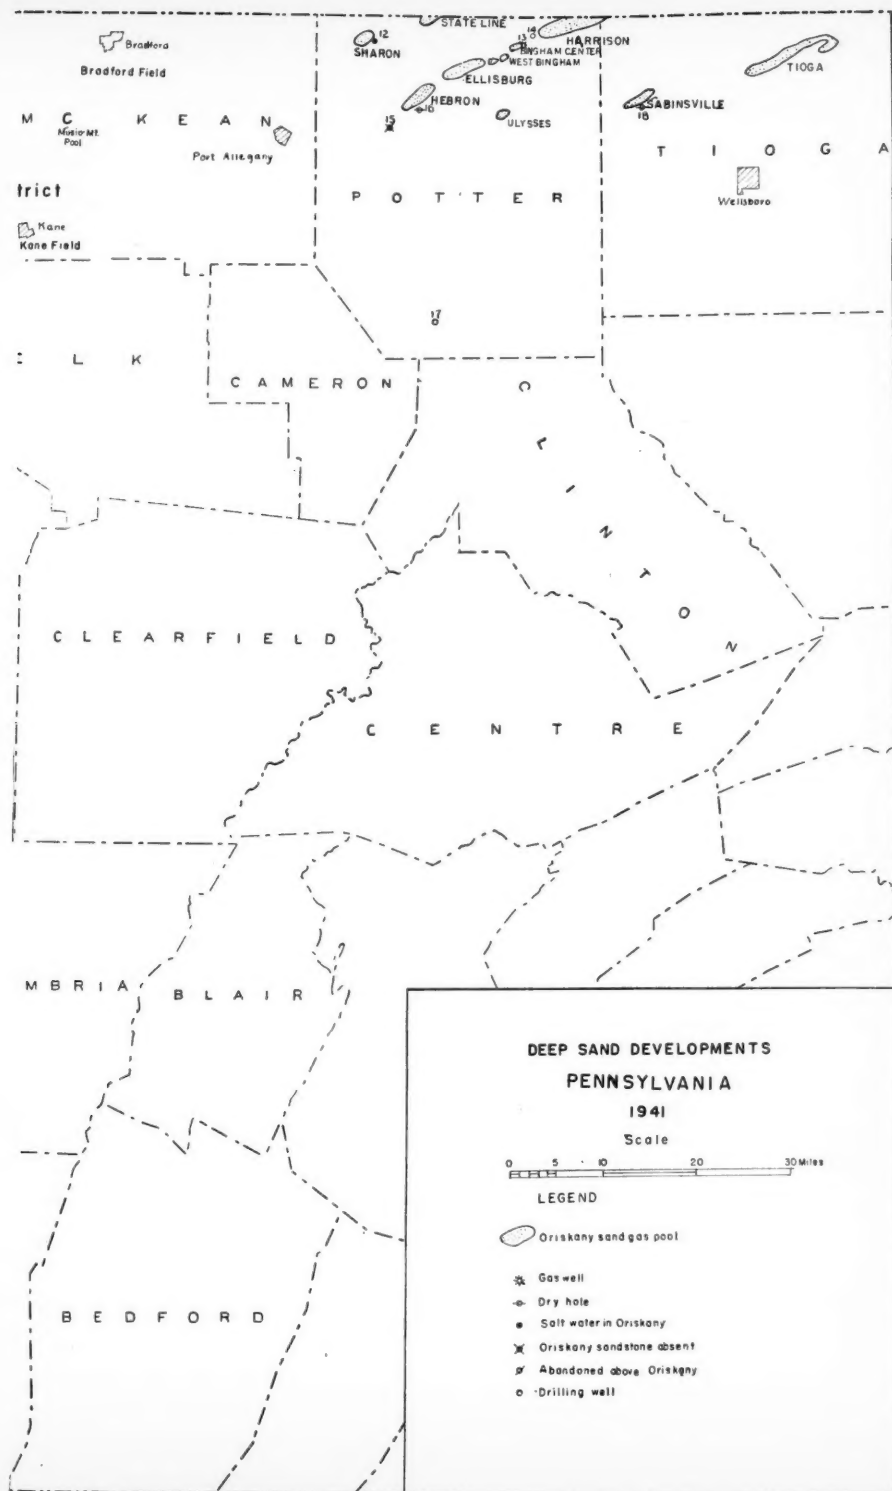 STATE LINE
12
SHARON
13
14
HARRISON
BINGHAM CENTER
WEST BINGHAM
ELLISBURG
HEBRON
16
15
ULYSSES
TIOGA
SABINSVILLE
18
Bradford
Bradford Field
M C K E A N
Music Mt.
Pool
Port Allegany
trict
Kane
Kane Field
P O T T E R
T I O G A
Wellsboro
17
L K
C A M E R O N
C L I N T O N
C L E A R F I E L D
C E N T R E
M B R I A
B L A I R
B E D F O R D
DEEP SAND DEVELOPMENTS
PENNSYLVANIA
1941
Scale
0 5 10 20 30 Miles
LEGEND
Oriskany sand gas pool
Gas well
Dry hole
Salt water in Oriskany
Oriskany sandstone absent
Abandoned above Oriskany
Drilling well